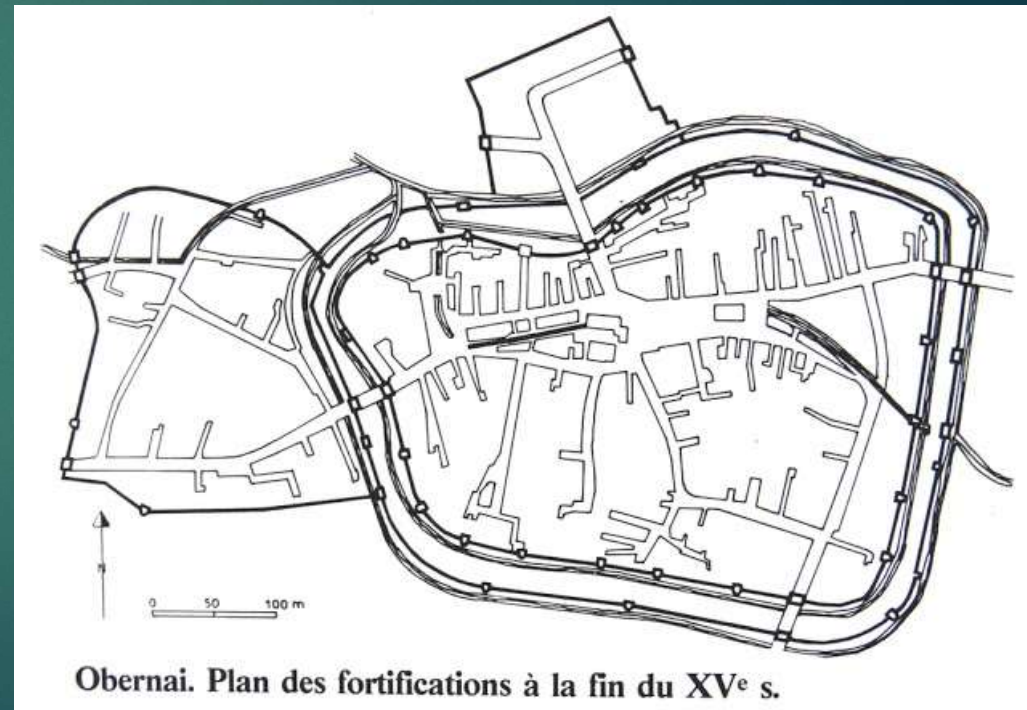 N
0 50 100 m
Obernai. Plan des fortifications à la fin du XVᵉ s.